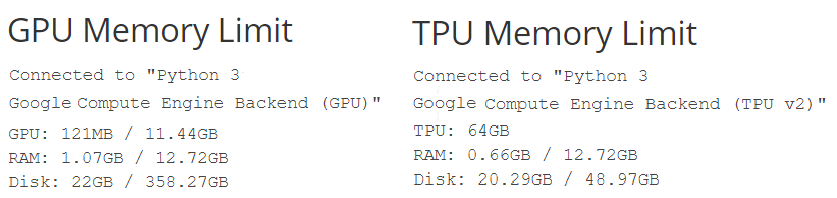 GPU Memory Limit
Connected to "Python 3
Google Compute Engine Backend (GPU)"
GPU: 121MB / 11.44GB
RAM: 1.07GB / 12.72GB
Disk: 22GB / 358.27GB
TPU Memory Limit
Connected to "Python 3
Google Compute Engine Backend (TPU v2)"
TPU: 64GB
RAM: 0.66GB / 12.72GB
Disk: 20.29GB / 48.97GB